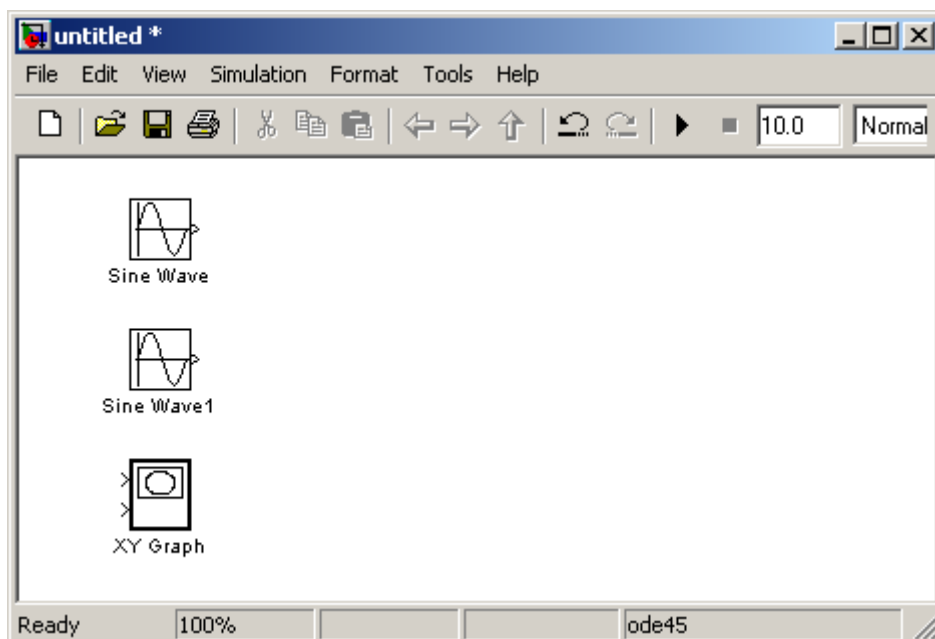 untitled *
File Edit View Simulation Format Tools Help
10.0 Normal
Sine Wave
Sine Wave1
XY Graph
Ready 100% ode45